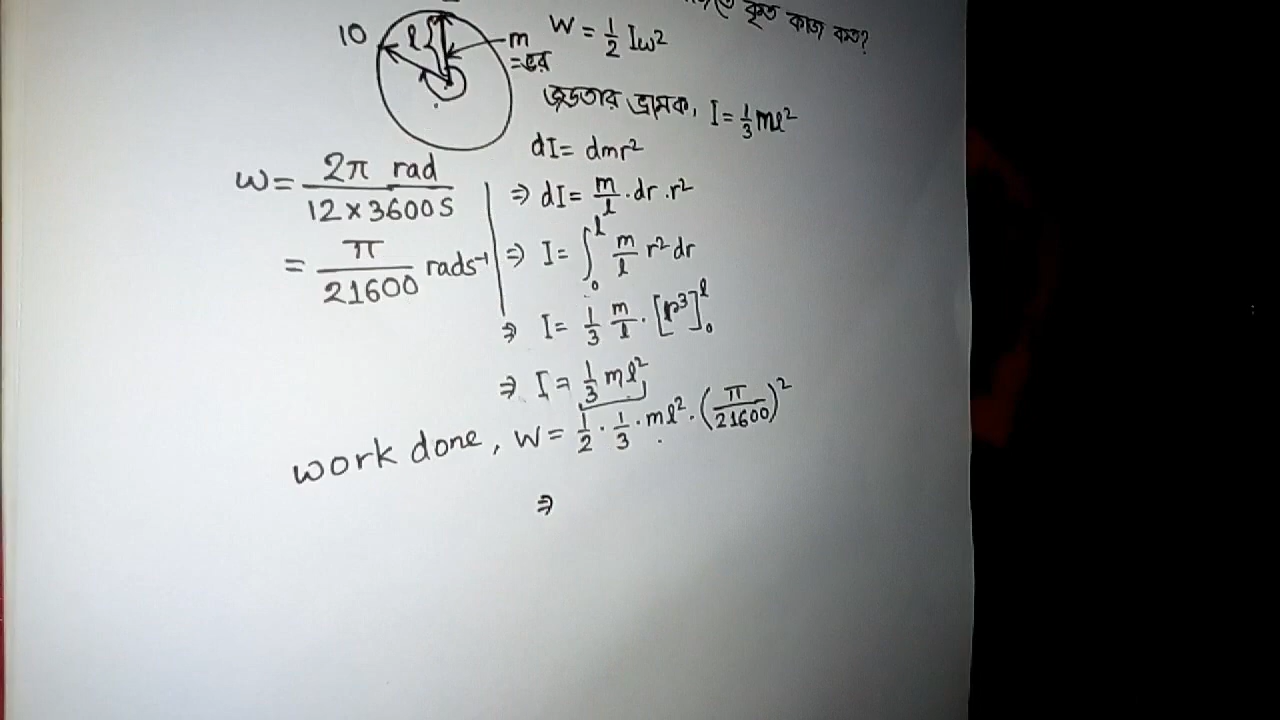 তে কৃত কাজ কত?
10
l
m
=ভর
W = 1/2 Iω²
জড়তার ভ্রামক, I = 1/3 ml²
dI = dmr²
ω = 2π rad / 12 × 3600 s
= π / 21600 rads⁻¹
⇒ dI = m/l · dr · r²
⇒ I = ∫₀ˡ m/l r² dr
⇒ I = 1/3 m/l · [r³]₀ˡ
⇒ I = 1/3 ml²
work done, W = 1/2 · 1/3 · ml² · (π/21600)²
⇒